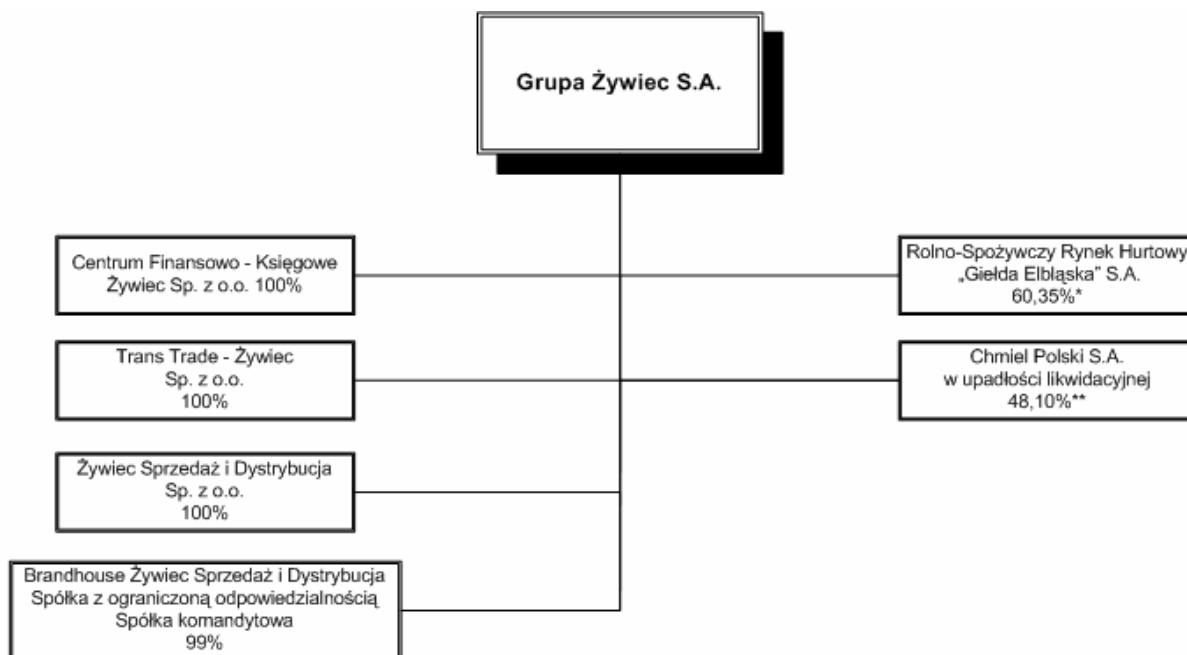 Grupa Żywiec S.A.
Centrum Finansowo - Księgowe
Żywiec Sp. z o.o. 100%
Rolno-Spożywczy Rynek Hurtowy
„Giełda Elbląska" S.A.
60,35%*
Trans Trade - Żywiec
Sp. z o.o.
100%
Chmiel Polski S.A.
w upadłości likwidacyjnej
48,10%**
Żywiec Sprzedaż i Dystrybucja
Sp. z o.o.
100%
Brandhouse Żywiec Sprzedaż i Dystrybucja
Spółka z ograniczoną odpowiedzialnością
Spółka komandytowa
99%